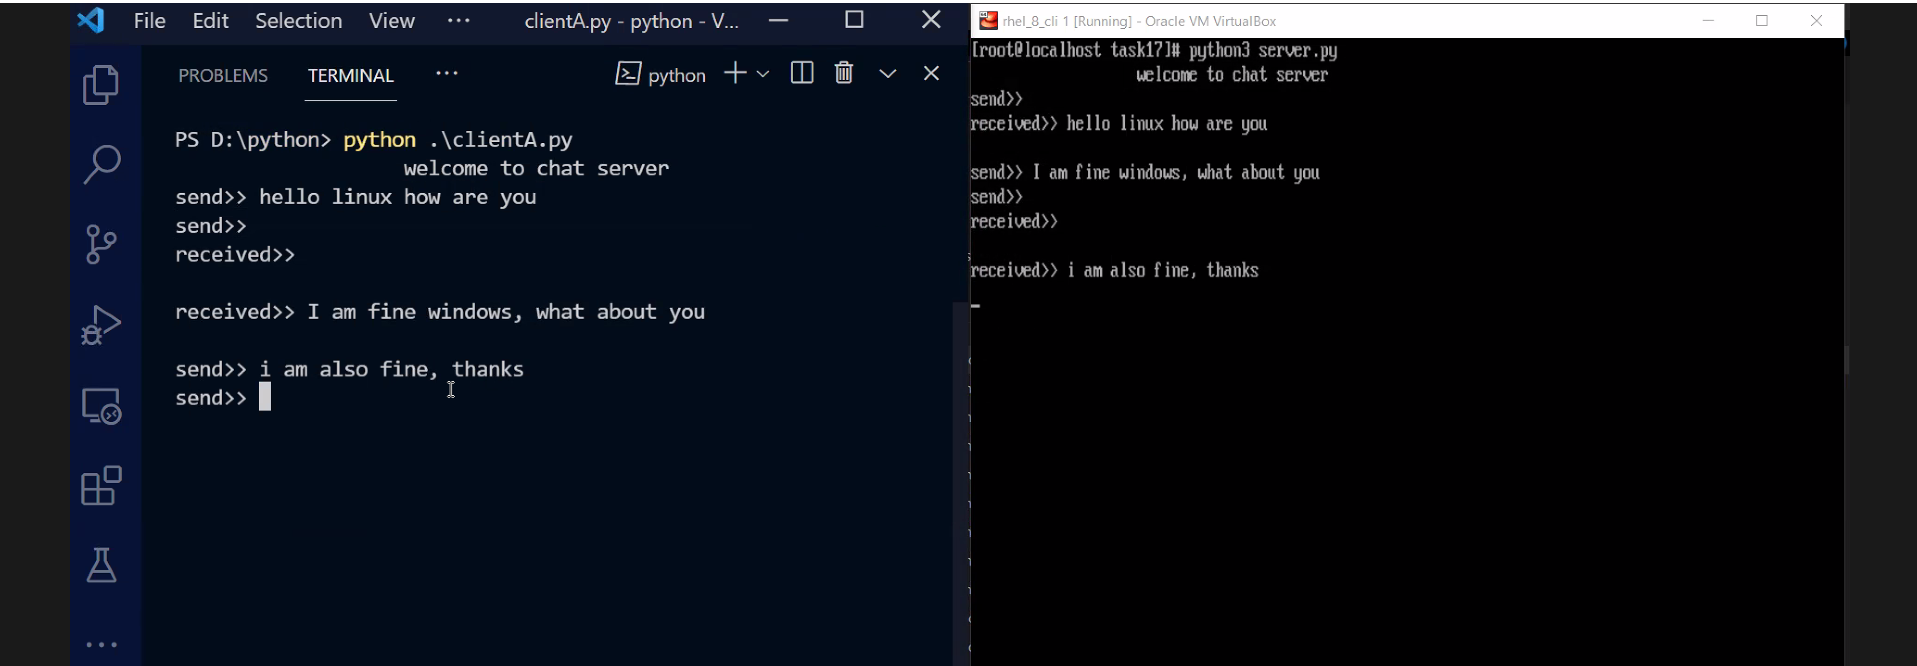 File Edit Selection View ··· clientA.py - python - V...
PROBLEMS TERMINAL ··· python
PS D:\python> python .\clientA.py
welcome to chat server
send>> hello linux how are you
send>>
received>>
received>> I am fine windows, what about you
send>> i am also fine, thanks
send>>
rhel_8_cli 1 [Running] - Oracle VM VirtualBox
[root@localhost task17]# python3 server.py
welcome to chat server
send>>
received>> hello linux how are you
send>> I am fine windows, what about you
send>>
received>>
received>> i am also fine, thanks